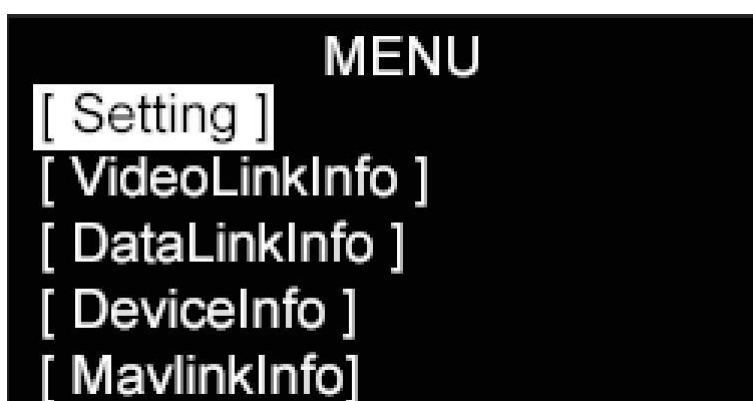 MENU
[ Setting ]
[ VideoLinkInfo ]
[ DataLinkInfo ]
[ DeviceInfo ]
[ MavlinkInfo]